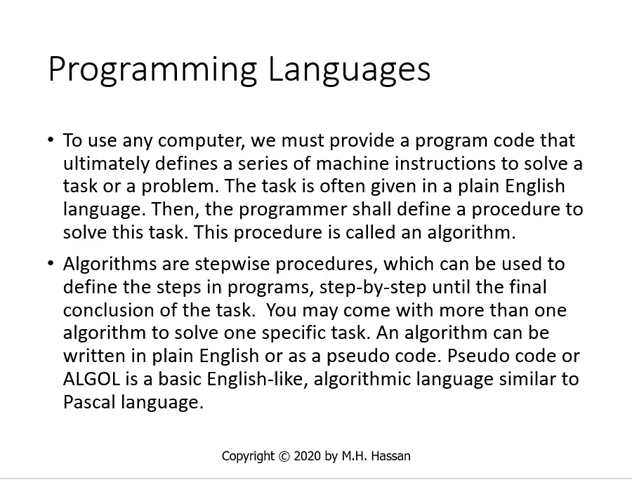 Programming Languages
• To use any computer, we must provide a program code that
ultimately defines a series of machine instructions to solve a
task or a problem. The task is often given in a plain English
language. Then, the programmer shall define a procedure to
solve this task. This procedure is called an algorithm.
• Algorithms are stepwise procedures, which can be used to
define the steps in programs, step-by-step until the final
conclusion of the task.  You may come with more than one
algorithm to solve one specific task. An algorithm can be
written in plain English or as a pseudo code. Pseudo code or
ALGOL is a basic English-like, algorithmic language similar to
Pascal language.
Copyright © 2020 by M.H. Hassan